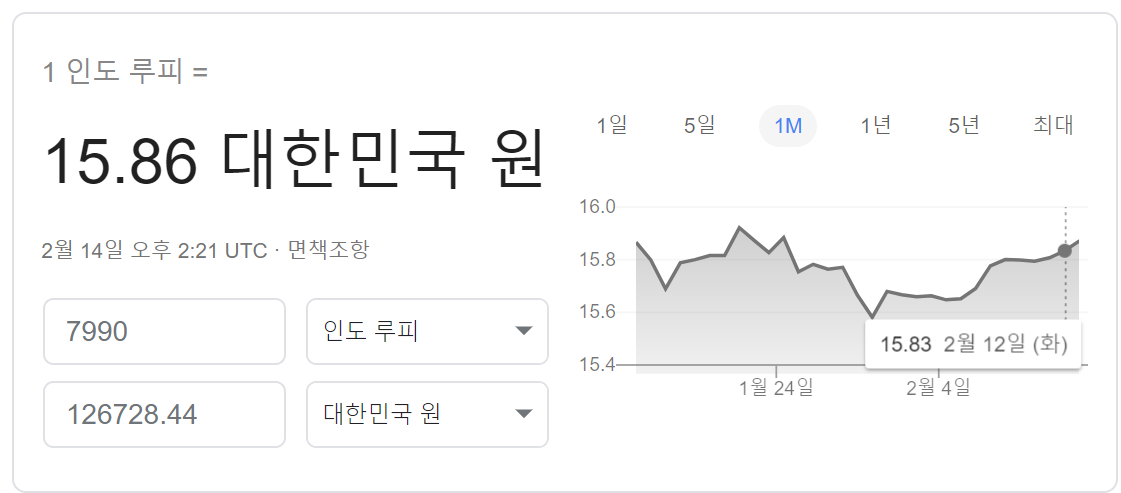 1 인도 루피 =
15.86 대한민국 원
2월 14일 오후 2:21 UTC · 면책조항
7990 인도 루피
126728.44 대한민국 원
1일 5일 1M 1년 5년 최대
16.0
15.8
15.6
15.4
15.83 2월 12일 (화)
1월 24일 2월 4일